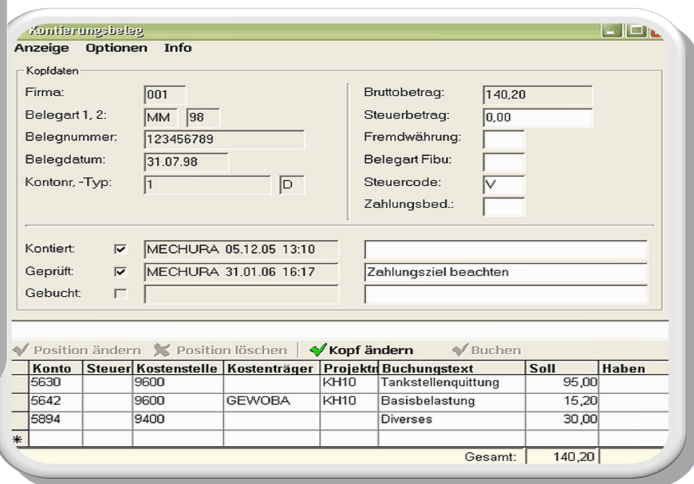 Kontierungsbeleg
Anzeige Optionen Info
Kopfdaten
Firma: 001 Bruttobetrag: 140,20
Belegart 1, 2: MM 98 Steuerbetrag: 0,00
Belegnummer: 123456789 Fremdwährung:
Belegdatum: 31.07.98 Belegart Fibu:
Kontonr, -Typ: 1 D Steuercode: V
Zahlungsbed.:
Kontiert: MECHURA 05.12.05 13:10
Geprüft: MECHURA 31.01.06 16:17 Zahlungsziel beachten
Gebucht:
Position ändern Position löschen Kopf ändern Buchen
Konto Steuer Kostenstelle Kostenträger Projektn Buchungstext Soll Haben
5630 9600 KH10 Tankstellenquittung 95,00
5642 9600 GEWOBA KH10 Basisbelastung 15,20
5894 9400 Diverses 30,00
*
Gesamt: 140,20